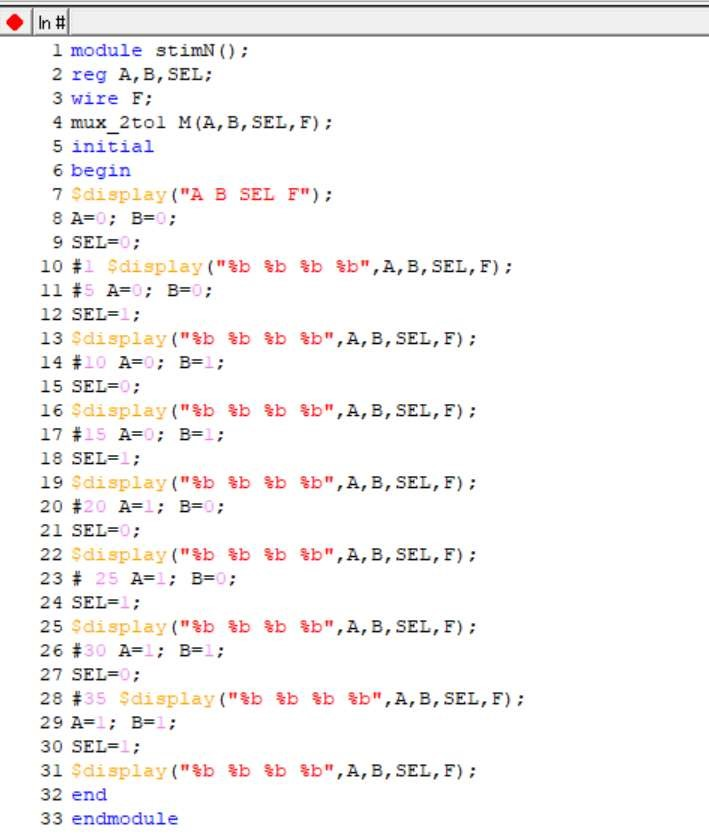 ln #
1 module stimN();
2 reg A,B,SEL;
3 wire F;
4 mux_2to1 M(A,B,SEL,F);
5 initial
6 begin
7 $display("A B SEL F");
8 A=0; B=0;
9 SEL=0;
10 #1 $display("%b %b %b %b",A,B,SEL,F);
11 #5 A=0; B=0;
12 SEL=1;
13 $display("%b %b %b %b",A,B,SEL,F);
14 #10 A=0; B=1;
15 SEL=0;
16 $display("%b %b %b %b",A,B,SEL,F);
17 #15 A=0; B=1;
18 SEL=1;
19 $display("%b %b %b %b",A,B,SEL,F);
20 #20 A=1; B=0;
21 SEL=0;
22 $display("%b %b %b %b",A,B,SEL,F);
23 # 25 A=1; B=0;
24 SEL=1;
25 $display("%b %b %b %b",A,B,SEL,F);
26 #30 A=1; B=1;
27 SEL=0;
28 #35 $display("%b %b %b %b",A,B,SEL,F);
29 A=1; B=1;
30 SEL=1;
31 $display("%b %b %b %b",A,B,SEL,F);
32 end
33 endmodule